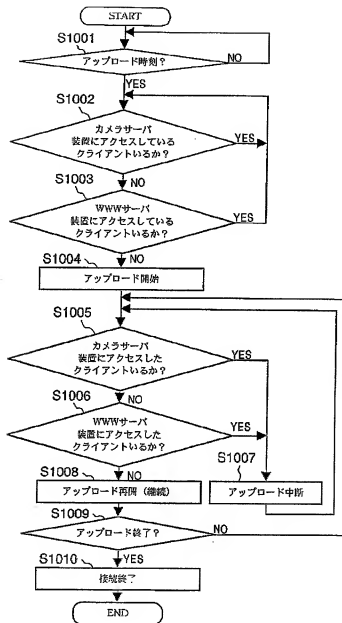 START
S1001
アップロード時刻？
NO
YES
S1002
カメラサーバ
装置にアクセスしている
クライアントいるか？
YES
NO
S1003
WWWサーバ
装置にアクセスしている
クライアントいるか？
YES
NO
S1004
アップロード開始
S1005
カメラサーバ
装置にアクセスした
クライアントいるか？
YES
NO
S1006
WWWサーバ
装置にアクセスした
クライアントいるか？
YES
S1007
アップロード中断
NO
S1008
アップロード再開（継続）
S1009
アップロード終了？
NO
YES
S1010
接続終了
END